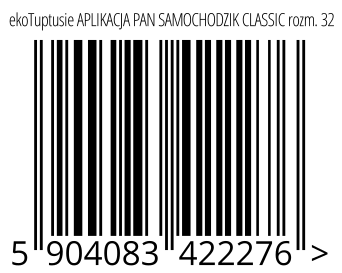 ekoTuptusie APLIKACJA PAN SAMOCHODZIK CLASSIC rozm. 32
5 904083 422276 >